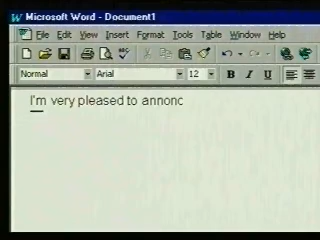 Microsoft Word - Document1
File Edit View Insert Format Tools Table Window Help
Normal Arial 12 B I U
I'm very pleased to annonc